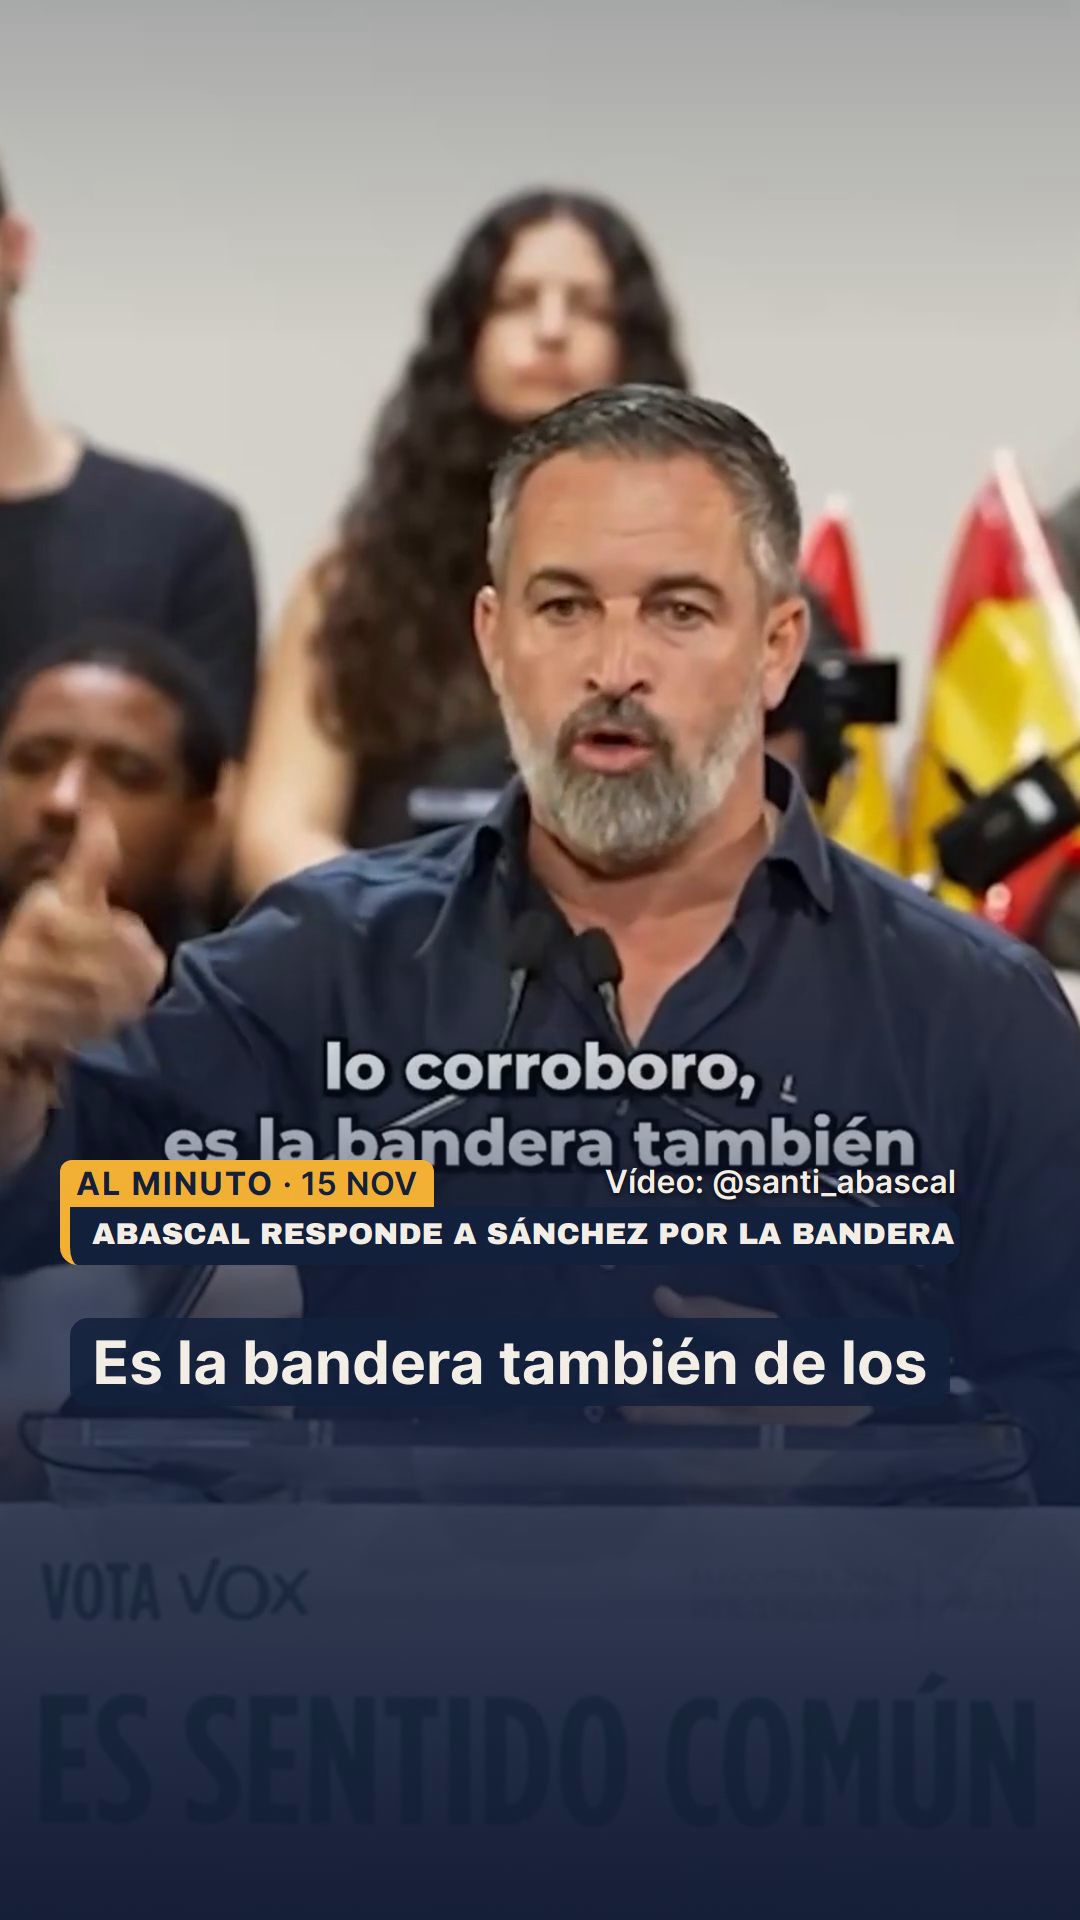 lo corroboro,
es la bandera también
AL MINUTO · 15 NOV
Vídeo: @santi_abascal
ABASCAL RESPONDE A SÁNCHEZ POR LA BANDERA
Es la bandera también de los
VOTA VOX
ES SENTIDO COMÚN